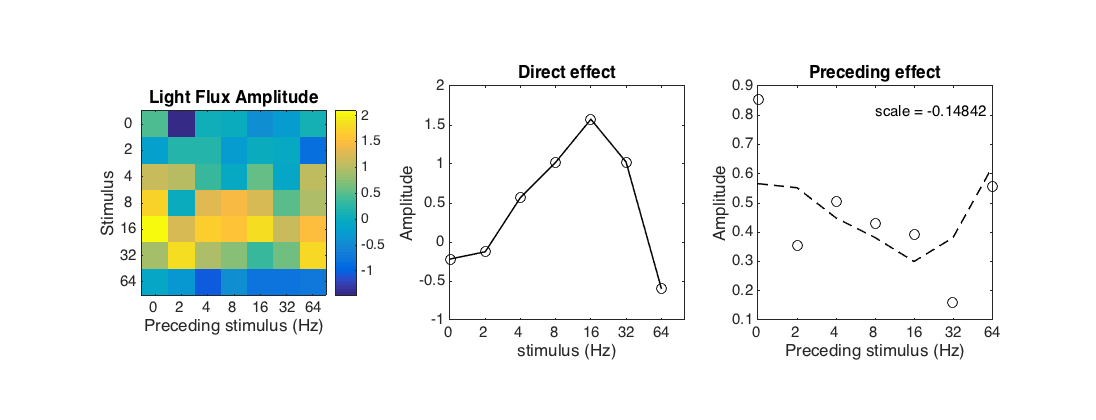 Light Flux Amplitude
Stimulus
0
2
4
8
16
32
64
0 2 4 8 16 32 64
Preceding stimulus (Hz)
2
1.5
1
0.5
0
-0.5
-1
Direct effect
Amplitude
2
1.5
1
0.5
0
-0.5
-1
0 2 4 8 16 32 64
stimulus (Hz)
Preceding effect
scale = -0.14842
Amplitude
0.9
0.8
0.7
0.6
0.5
0.4
0.3
0.2
0.1
0 2 4 8 16 32 64
Preceding stimulus (Hz)